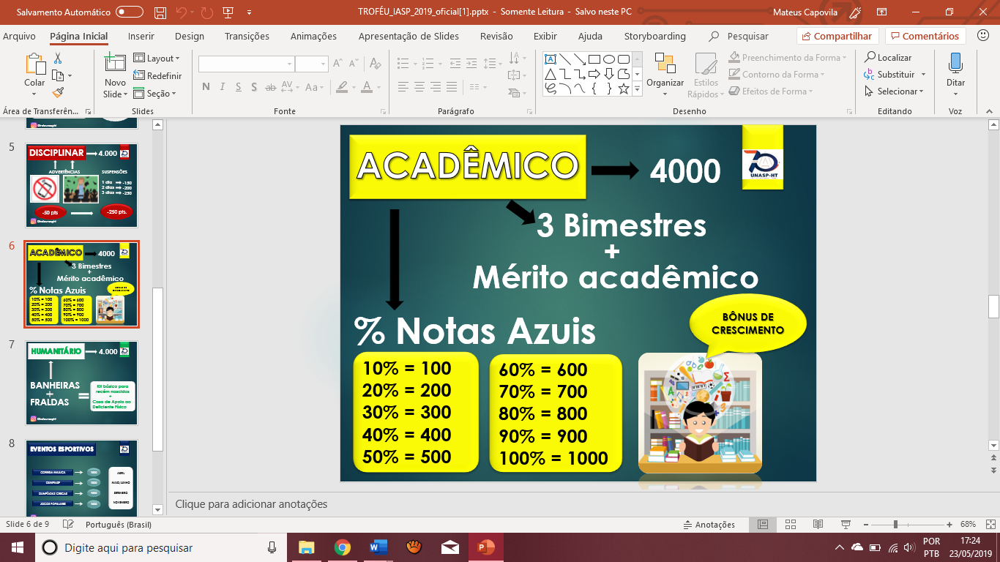 Salvamento Automático
TROFÉU_IASP_2019_oficial[1].pptx - Somente Leitura - Salvo neste PC
Mateus Capovila
Arquivo
Página Inicial
Inserir
Design
Transições
Animações
Apresentação de Slides
Revisão
Exibir
Ajuda
Storyboarding
Pesquisar
Compartilhar
Comentários
Colar
Novo
Slide
Layout
Redefinir
Seção
N I S S ab AV Aa
A
Organizar
Estilos
Rápidos
Preenchimento da Forma
Contorno da Forma
Efeitos de Forma
Localizar
Substituir
Selecionar
Ditar
Área de Transferên...
Slides
Fonte
Parágrafo
Desenho
Editando
Voz
5
DISCIPLINAR
4.000
ADVERTÊNCIAS
SUSPENSÕES
1 dia -150
2 dias -200
3 dias -250
-50 pts
-250 pts.
6
ACADÊMICO
4000
3 Bimestres
+
Mérito acadêmico
% Notas Azuis
10% = 100
20% = 200
30% = 300
40% = 400
50% = 500
60% = 600
70% = 700
80% = 800
90% = 900
100% = 1000
7
HUMANITÁRIO
4.000
BANHEIRAS
+
FRALDAS
=
Kit básico para
recém nascidos
+
Casa de Apoio ao
Deficiente Físico
8
EVENTOS ESPORTIVOS
CORRIDA MALUCA
1000
ABRIL
OLIMPIASP
1000
MAIO/JUNHO
OLIMPÍADAS CÍVICAS
1000
SETEMBRO
JOGOS POPULARES
1000
NOVEMBRO
ACADÊMICO
4000
70
UNASP-HT
3 Bimestres
+
Mérito acadêmico
% Notas Azuis
BÔNUS DE
CRESCIMENTO
10% = 100
20% = 200
30% = 300
40% = 400
50% = 500
60% = 600
70% = 700
80% = 800
90% = 900
100% = 1000
Clique para adicionar anotações
Slide 6 de 9
Português (Brasil)
Anotações
68%
Digite aqui para pesquisar
POR
PTB
17:24
23/05/2019